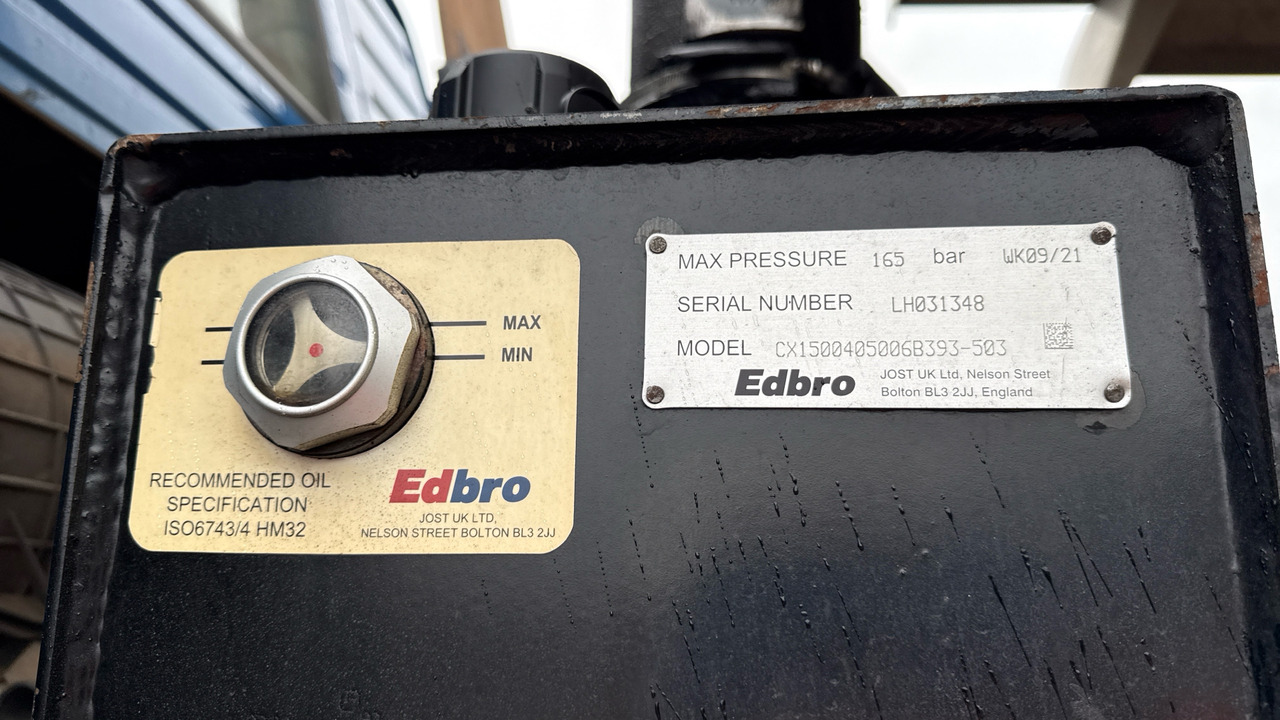 MAX
MIN
RECOMMENDED OIL
SPECIFICATION
ISO6743/4 HM32
Edbro
JOST UK LTD,
NELSON STREET BOLTON BL3 2JJ
MAX PRESSURE 165 bar WK09/21
SERIAL NUMBER LH031348
MODEL CX1500405006B393-503
Edbro
JOST UK Ltd, Nelson Street
Bolton BL3 2JJ, England